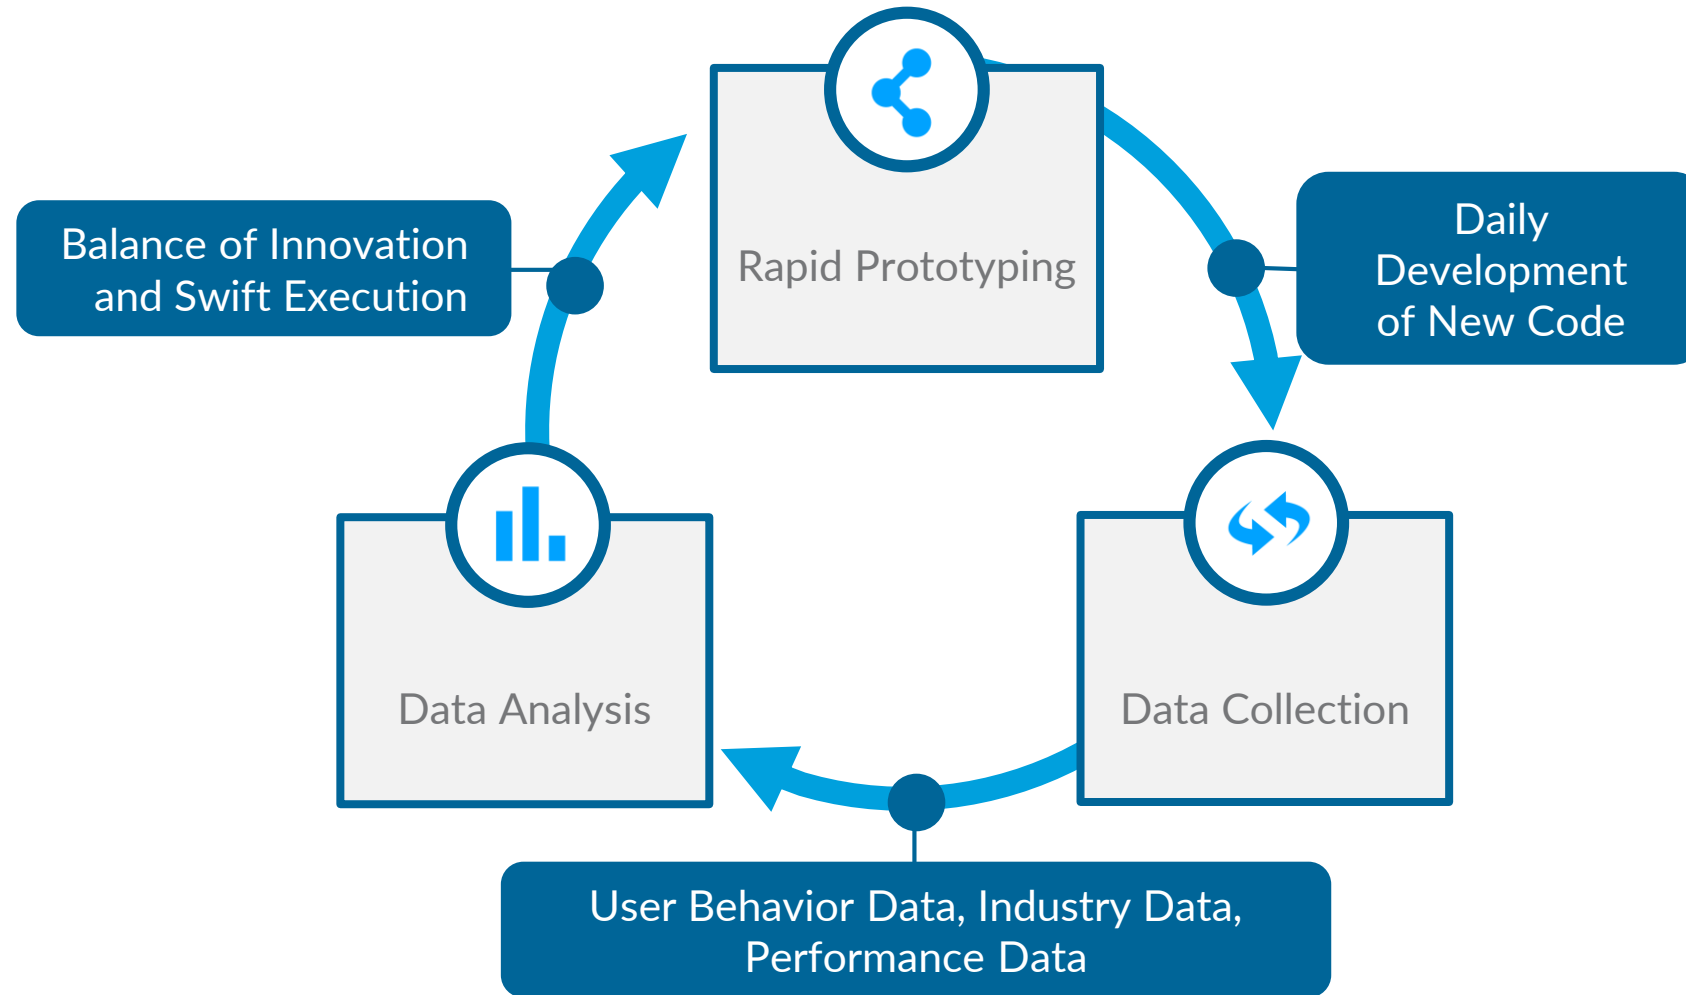 Rapid Prototyping
Daily
Development
of New Code
Data Collection
User Behavior Data, Industry Data,
Performance Data
Data Analysis
Balance of Innovation
and Swift Execution